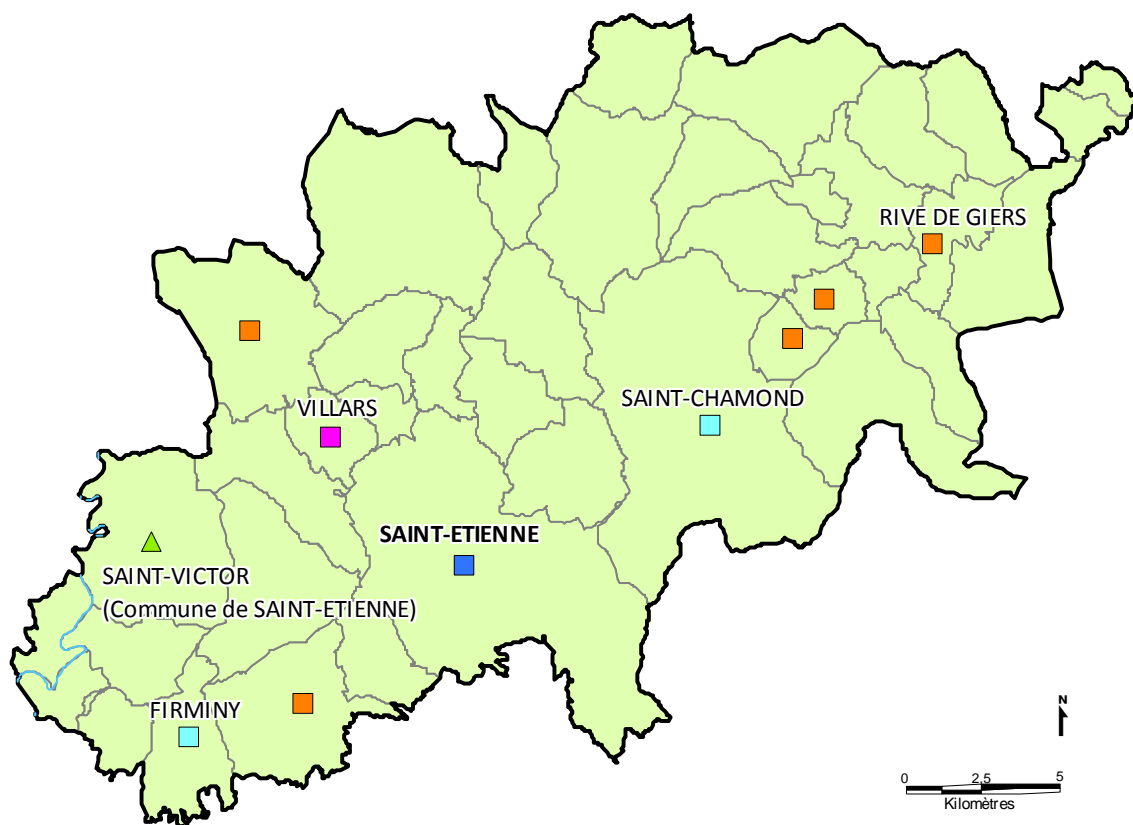 RIVE DE GIERS
SAINT-CHAMOND
VILLARS
SAINT-ETIENNE
SAINT-VICTOR
(Commune de SAINT-ETIENNE)
FIRMINY
N
0 2,5 5
Kilomètres